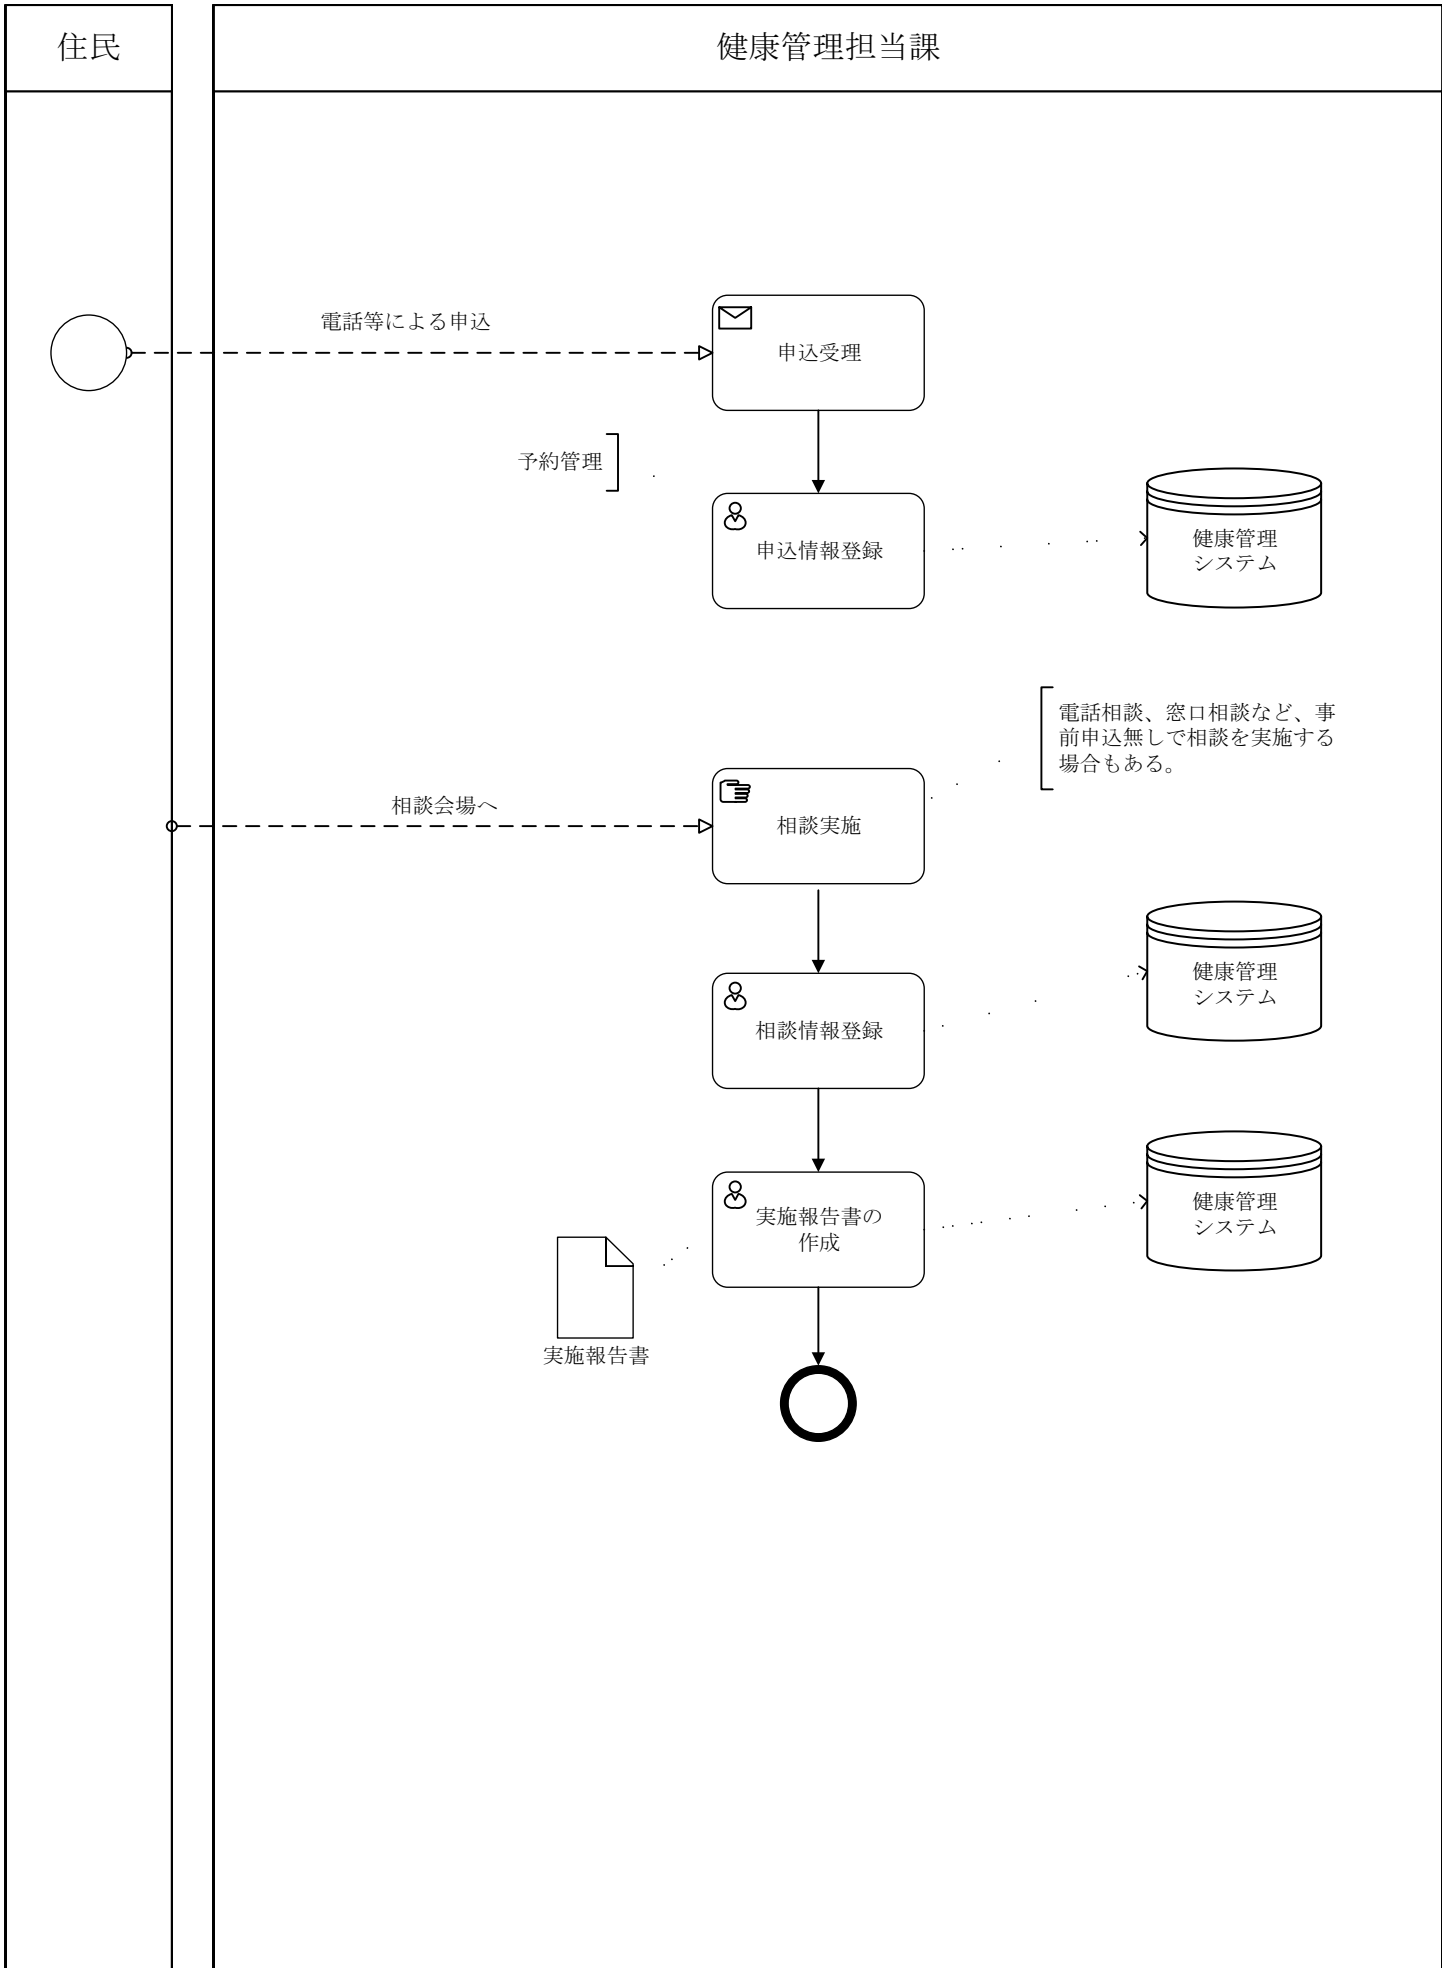 住民
健康管理担当課
電話等による申込
申込受理
予約管理
申込情報登録
健康管理
システム
電話相談、窓口相談など、事
前申込無しで相談を実施する
場合もある。
相談会場へ
相談実施
健康管理
システム
相談情報登録
健康管理
システム
実施報告書の
作成
実施報告書